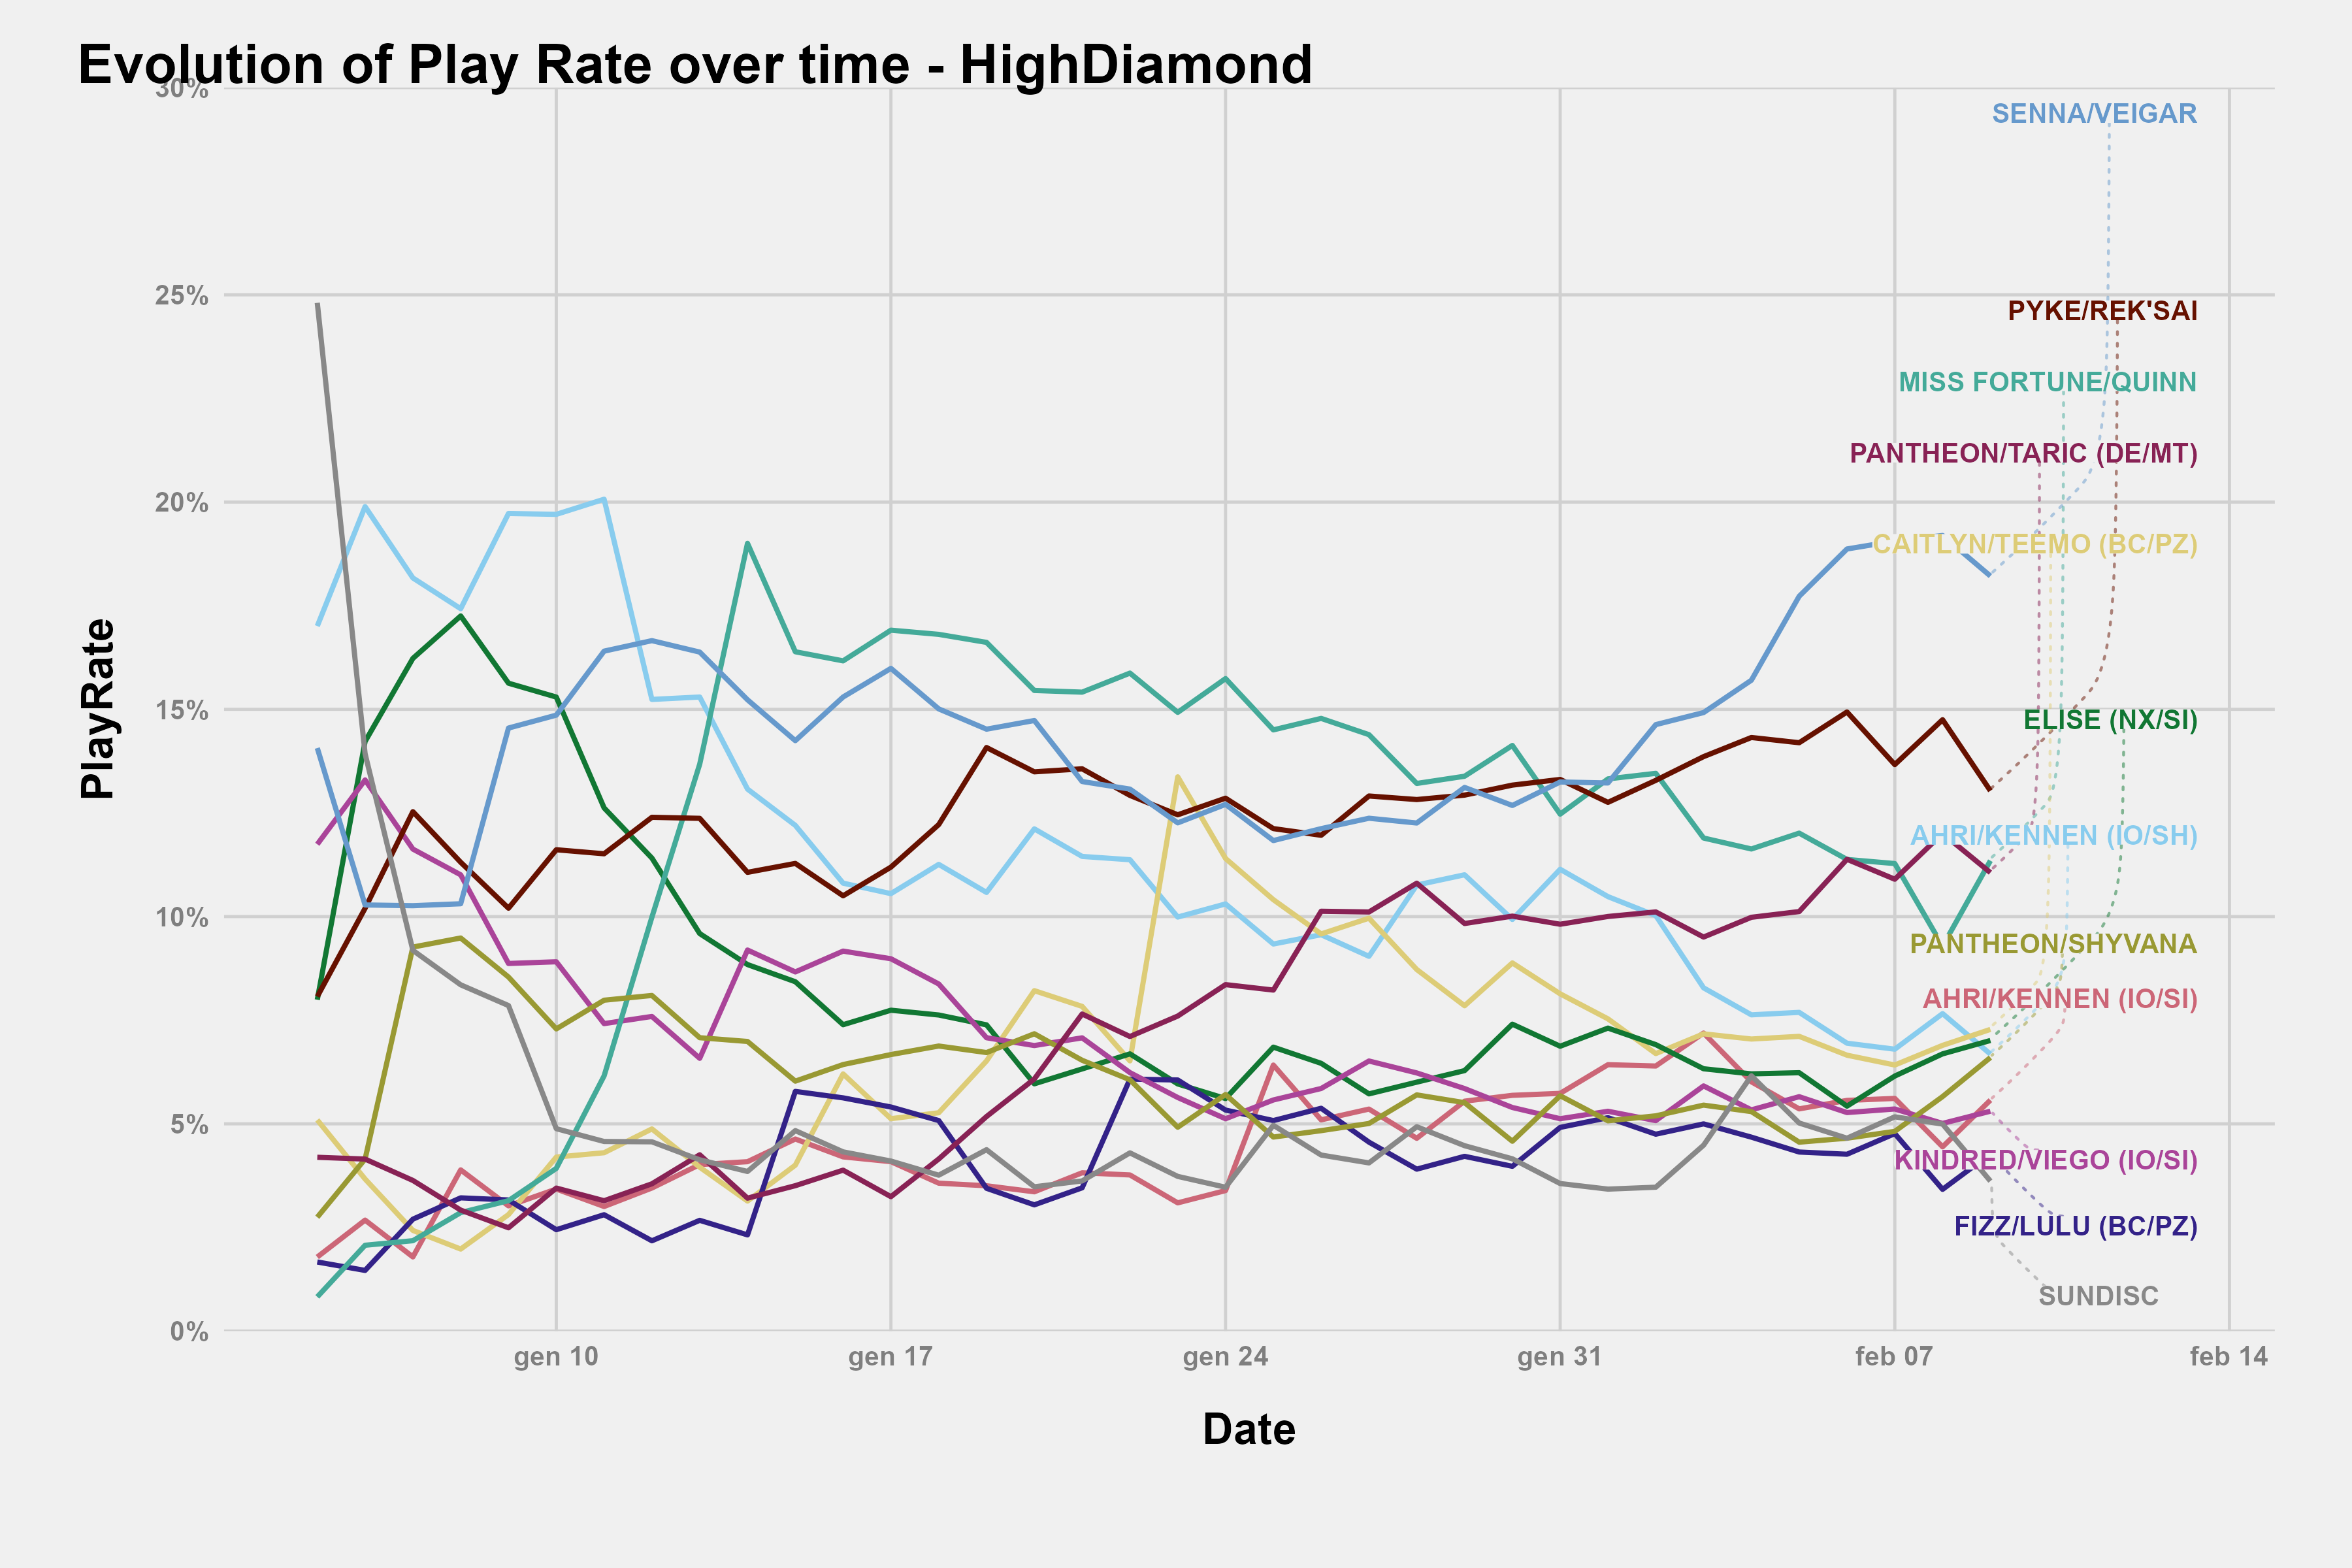 Evolution of Play Rate over time - HighDiamond
30%
25%
20%
15%
10%
5%
0%
PlayRate
SENNA/VEIGAR
PYKE/REK'SAI
MISS FORTUNE/QUINN
PANTHEON/TARIC (DE/MT)
CAITLYN/TEEMO (BC/PZ)
ELISE (NX/SI)
AHRI/KENNEN (IO/SH)
PANTHEON/SHYVANA
AHRI/KENNEN (IO/SI)
KINDRED/VIEGO (IO/SI)
FIZZ/LULU (BC/PZ)
SUNDISC
gen 10 gen 17 gen 24 gen 31 feb 07 feb 14
Date